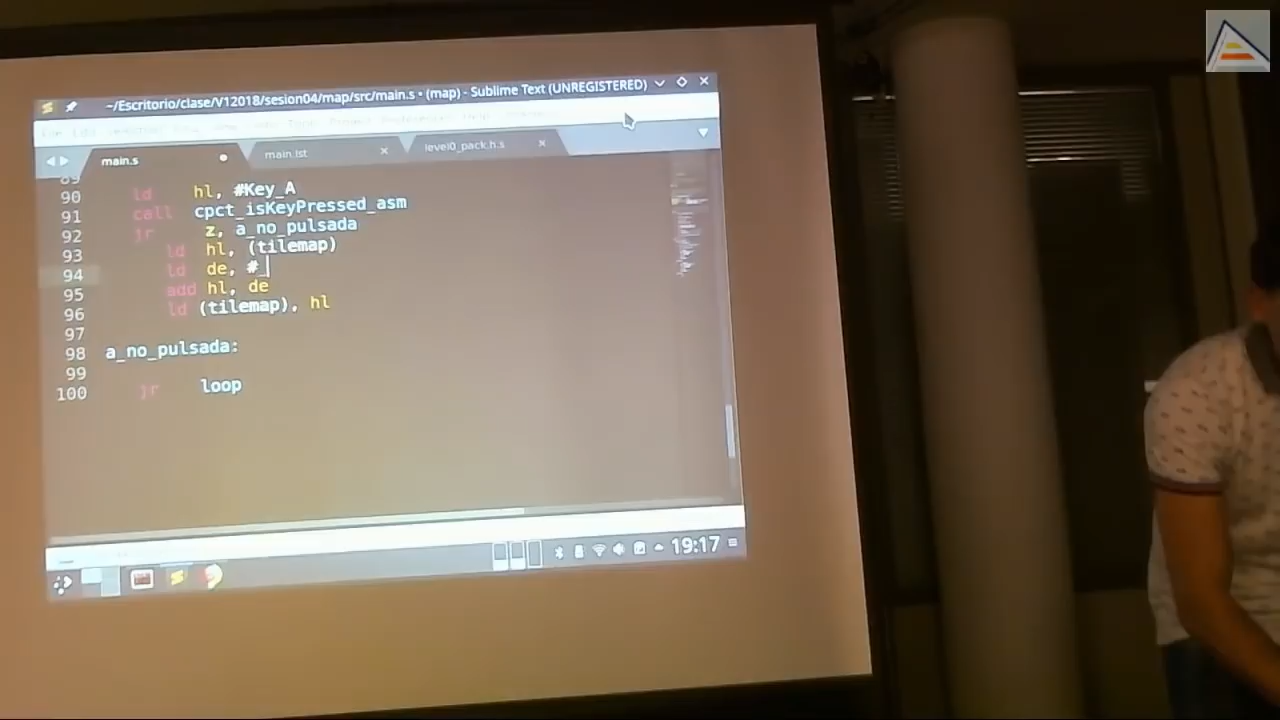 ~/Escritorio/clase/V12018/sesion04/map/src/main.s • (map) - Sublime Text (UNREGISTERED)
main.s
main.lst
level0_pack.h.s
89
90 ld hl, #Key_A
91 call cpct_isKeyPressed_asm
92 jr z, a_no_pulsada
93 ld hl, (tilemap)
94 ld de, #_
95 add hl, de
96 ld (tilemap), hl
97
98 a_no_pulsada:
99
100 jr loop
19:17